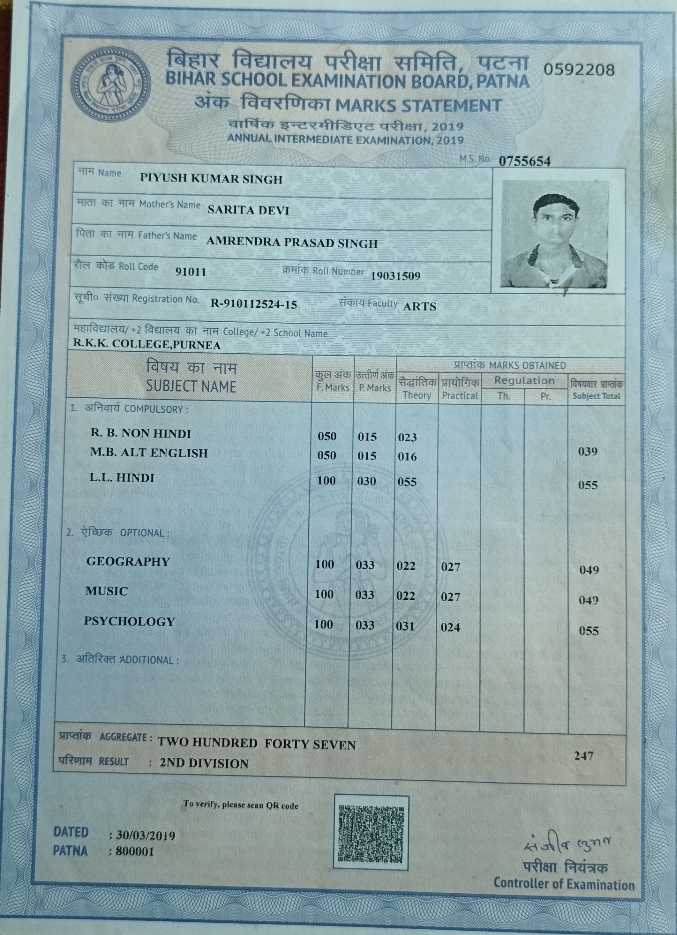 बिहार विद्यालय परीक्षा समिति, पटना
0592208
BIHAR SCHOOL EXAMINATION BOARD, PATNA
अंक विवरणिका MARKS STATEMENT
वार्षिक इन्टरमीडिएट परीक्षा, 2019
ANNUAL INTERMEDIATE EXAMINATION, 2019
M.S. No. 0755654
नाम Name PIYUSH KUMAR SINGH
माता का नाम Mother's Name SARITA DEVI
पिता का नाम Father's Name AMRENDRA PRASAD SINGH
रौल कोड Roll Code 91011 क्रमांक Roll Number 19031509
सूची० संख्या Registration No. R-910112524-15 संकाय Faculty ARTS
महाविद्यालय/ +2 विद्यालय का नाम College/ +2 School Name
R.K.K. COLLEGE,PURNEA
विषय का नाम कुल अंक उत्तीर्ण अंक प्राप्तांक MARKS OBTAINED
SUBJECT NAME F. Marks P. Marks सैद्धांतिक प्रायोगिक Regulation विषयवार प्राप्तांक
Theory Practical Th. Pr. Subject Total
1. अनिवार्य COMPULSORY :
R. B. NON HINDI 050 015 023
M.B. ALT ENGLISH 050 015 016 039
L.L. HINDI 100 030 055 055
2. ऐच्छिक OPTIONAL :
GEOGRAPHY 100 033 022 027 049
MUSIC 100 033 022 027 049
PSYCHOLOGY 100 033 031 024 055
3. अतिरिक्त ADDITIONAL :
प्राप्तांक AGGREGATE : TWO HUNDRED FORTY SEVEN 247
परिणाम RESULT : 2ND DIVISION
To verify, please scan QR code
DATED : 30/03/2019
PATNA : 800001
परीक्षा नियंत्रक
Controller of Examination